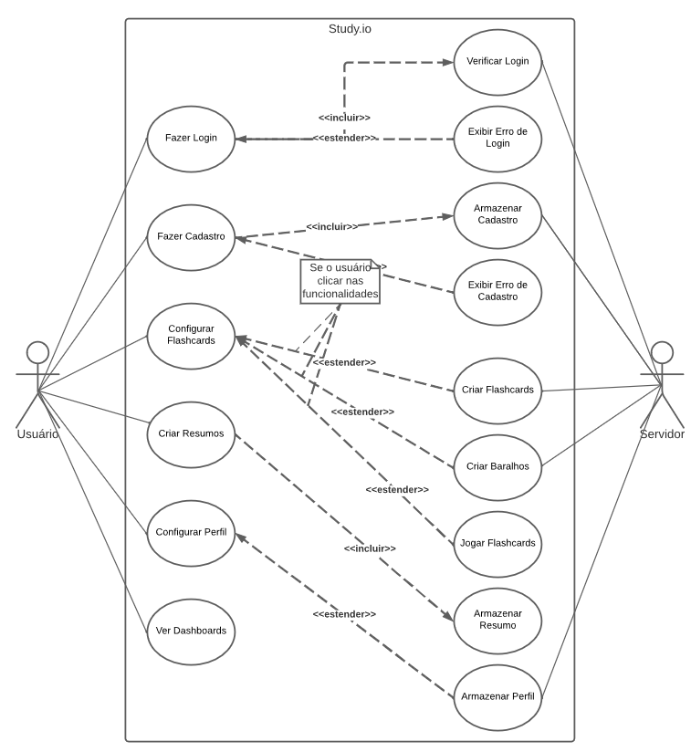 Study.io
Verificar Login
<<incluir>>
Fazer Login
<<estender>>
Exibir Erro de
Login
Armazenar
Cadastro
<<incluir>>
Fazer Cadastro
>>
Se o usuário
clicar nas
funcionalidades
Exibir Erro de
Cadastro
Configurar
Flashcards
<<estender>>
Criar Flashcards
<<estender>>
Usuário
Servidor
Criar Resumos
Criar Baralhos
<<estender>>
Configurar Perfil
<<incluir>>
Jogar Flashcards
Armazenar
Resumo
<<estender>>
Ver Dashboards
Armazenar Perfil